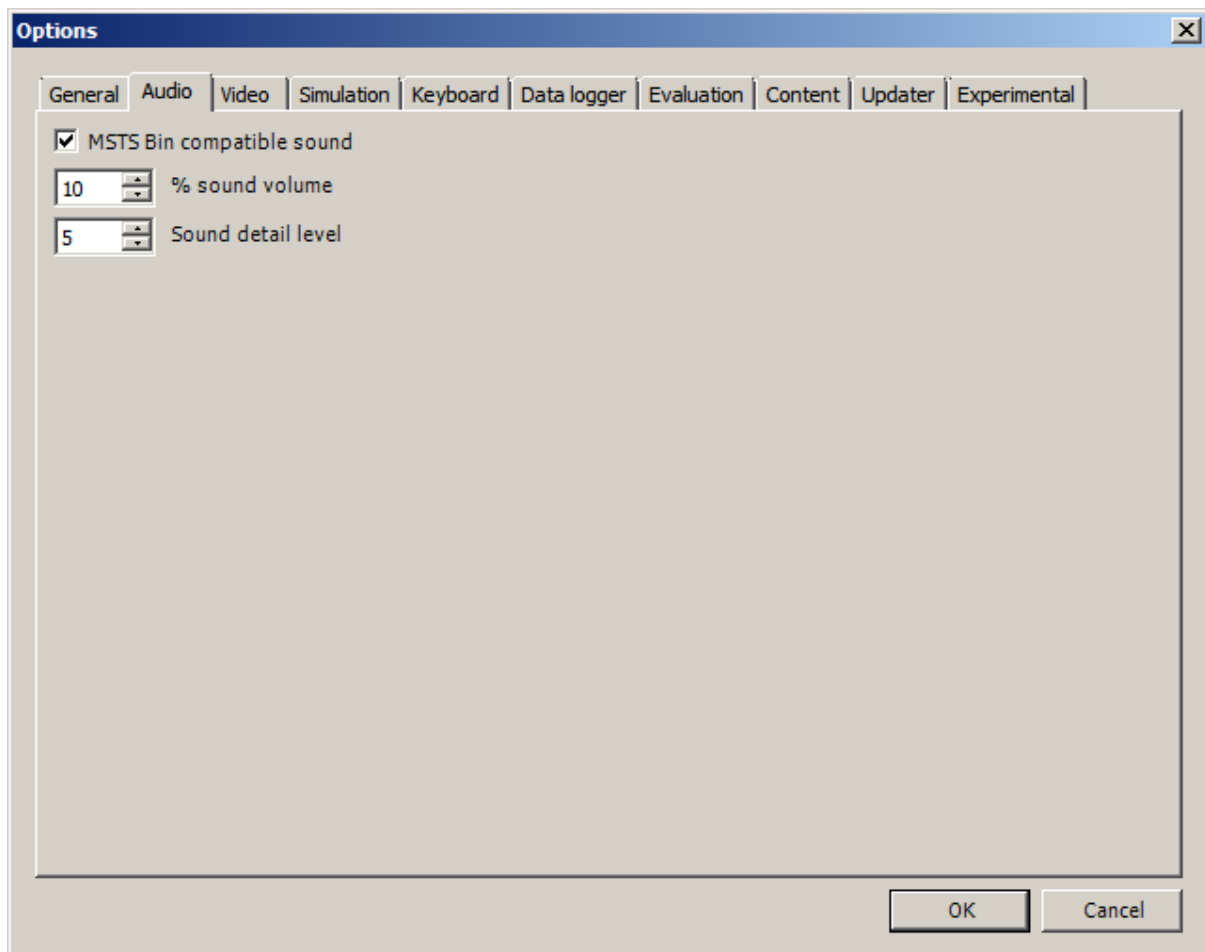 Options
General Audio Video Simulation Keyboard Data logger Evaluation Content Updater Experimental
MSTS Bin compatible sound
10 % sound volume
5 Sound detail level
OK Cancel